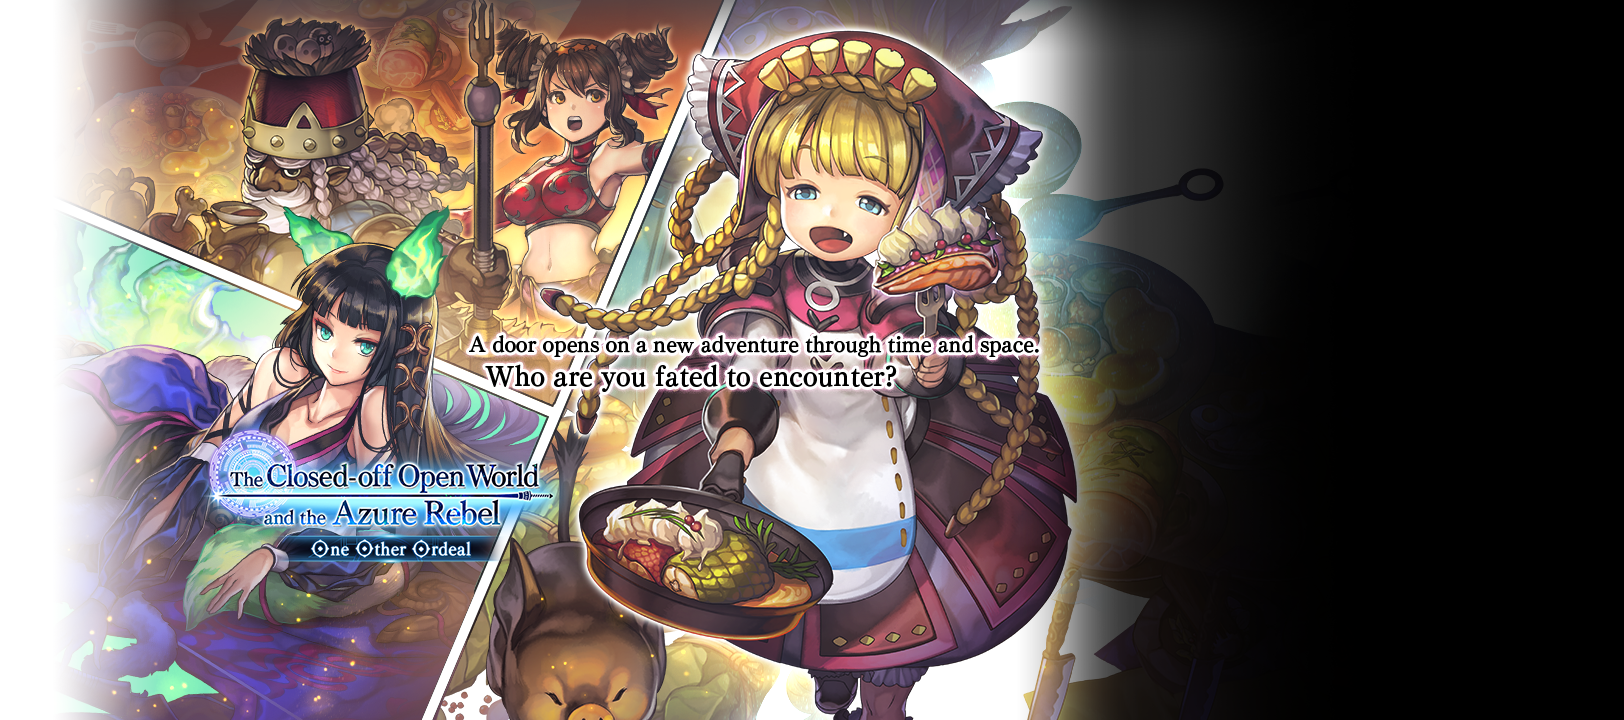 A door opens on a new adventure through time and space.
Who are you fated to encounter?
The Closed-off Open World
and the Azure Rebel
One Other Ordeal